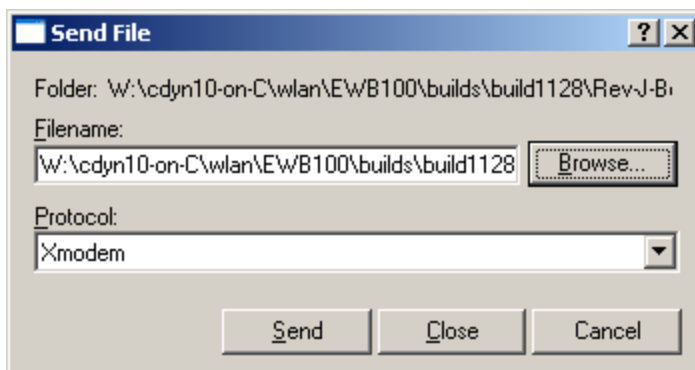 Send File
Folder: W:\cdyn10-on-C\wlan\EWB100\builds\build1128\Rev-J-B
Filename:
W:\cdyn10-on-C\wlan\EWB100\builds\build1128 Browse...
Protocol:
Xmodem
Send Close Cancel